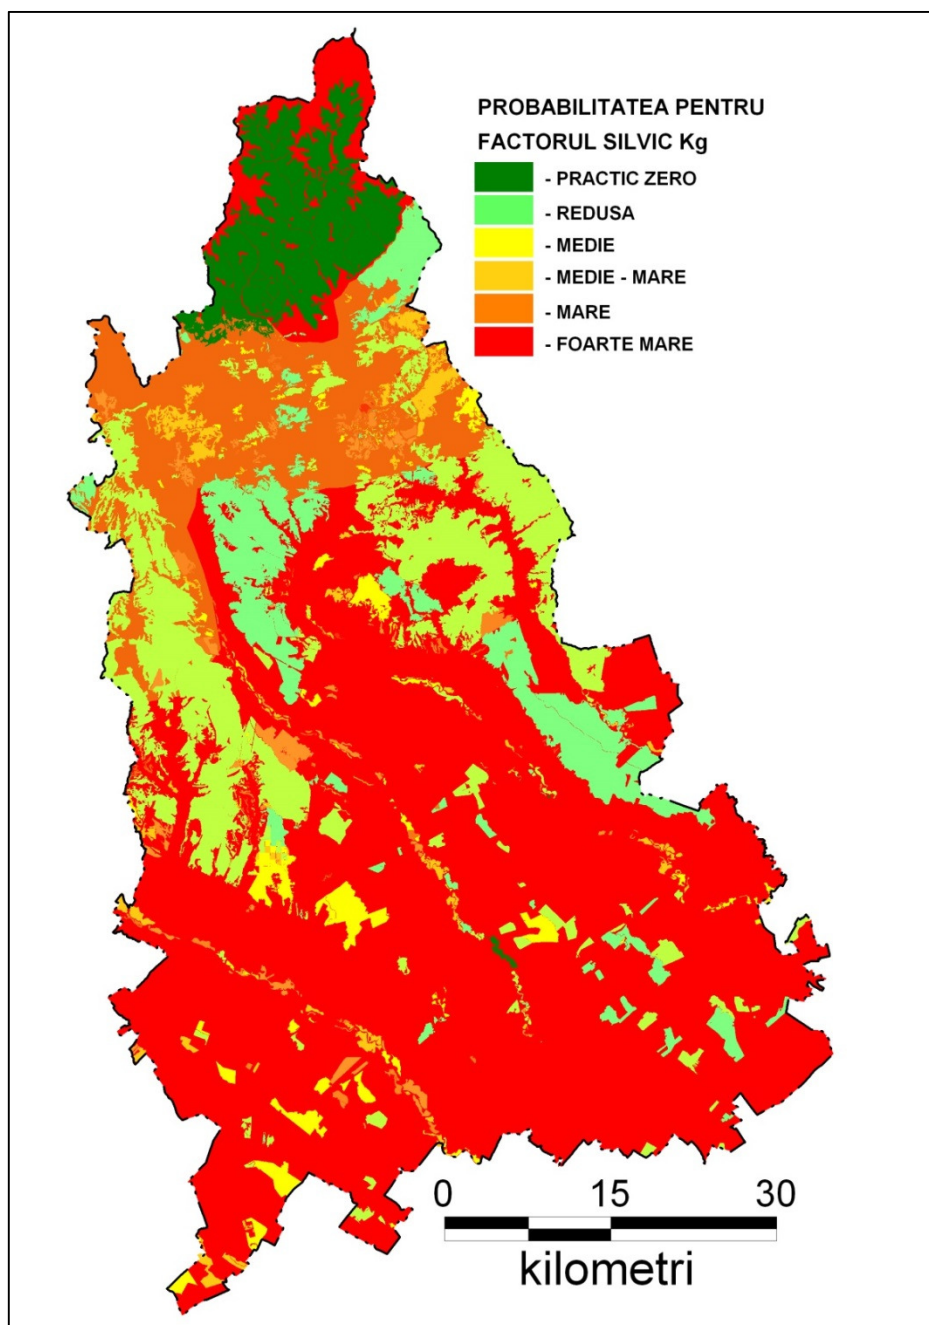 PROBABILITATEA PENTRU
FACTORUL SILVIC Kg
- PRACTIC ZERO
- REDUSA
- MEDIE
- MEDIE - MARE
- MARE
- FOARTE MARE
0 15 30
kilometri